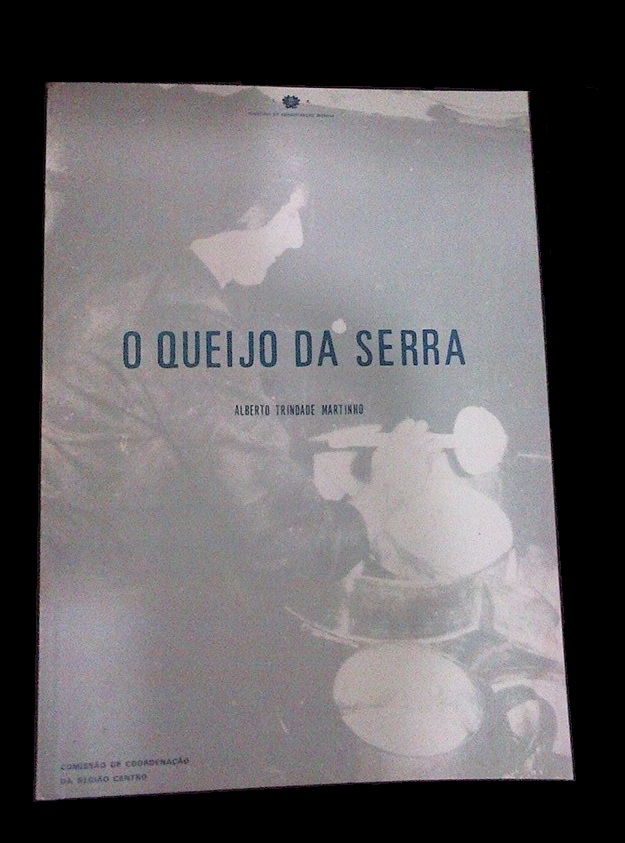 O QUEIJO DA SERRA
ALBERTO TRINDADE MARTINHO
COMISSÃO DE COORDENAÇÃO
DA REGIÃO CENTRO